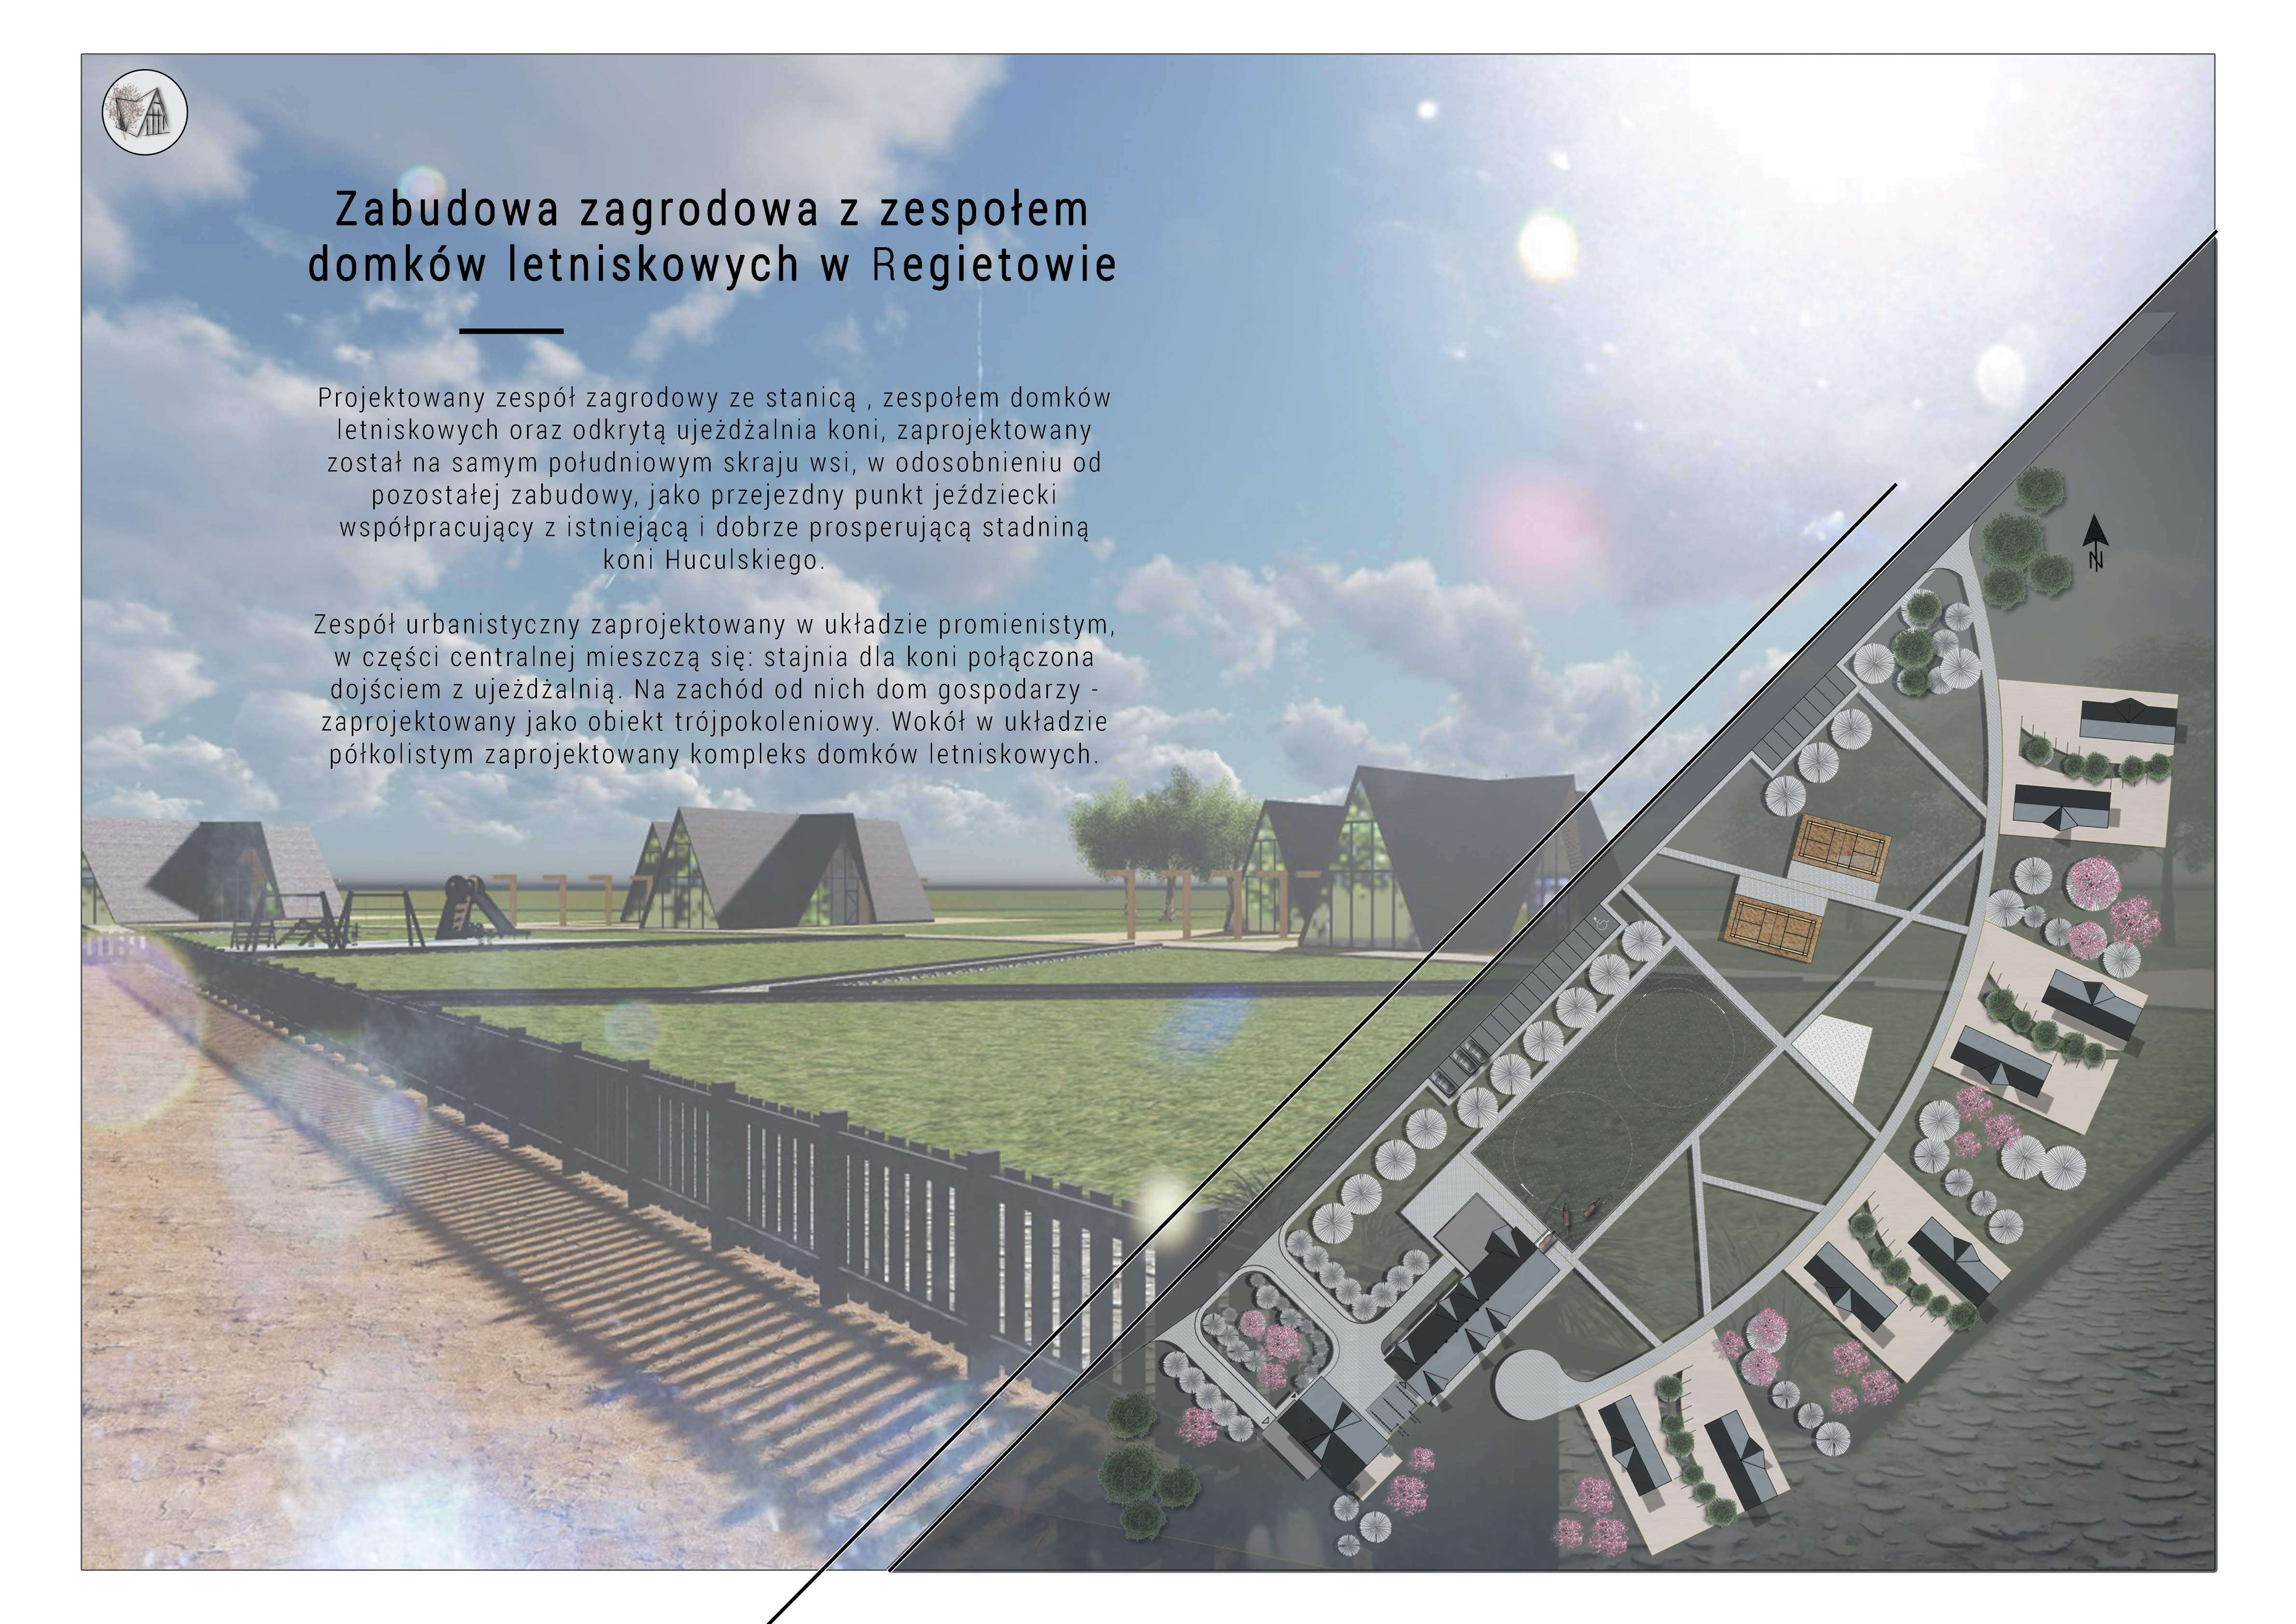 Zabudowa zagrodowa z zespołem
domków letniskowych w Regietowie
Projektowany zespół zagrodowy ze stanicą , zespołem domków
letniskowych oraz odkrytą ujeżdżalnia koni, zaprojektowany
został na samym południowym skraju wsi, w odosobnieniu od
pozostałej zabudowy, jako przejezdny punkt jeździecki
współpracujący z istniejącą i dobrze prosperującą stadniną
koni Huculskiego.
Zespół urbanistyczny zaprojektowany w układzie promienistym,
w części centralnej mieszczą się: stajnia dla koni połączona
dojściem z ujeżdżalnią. Na zachód od nich dom gospodarzy -
zaprojektowany jako obiekt trójpokoleniowy. Wokół w układzie
półkolistym zaprojektowany kompleks domków letniskowych.
N